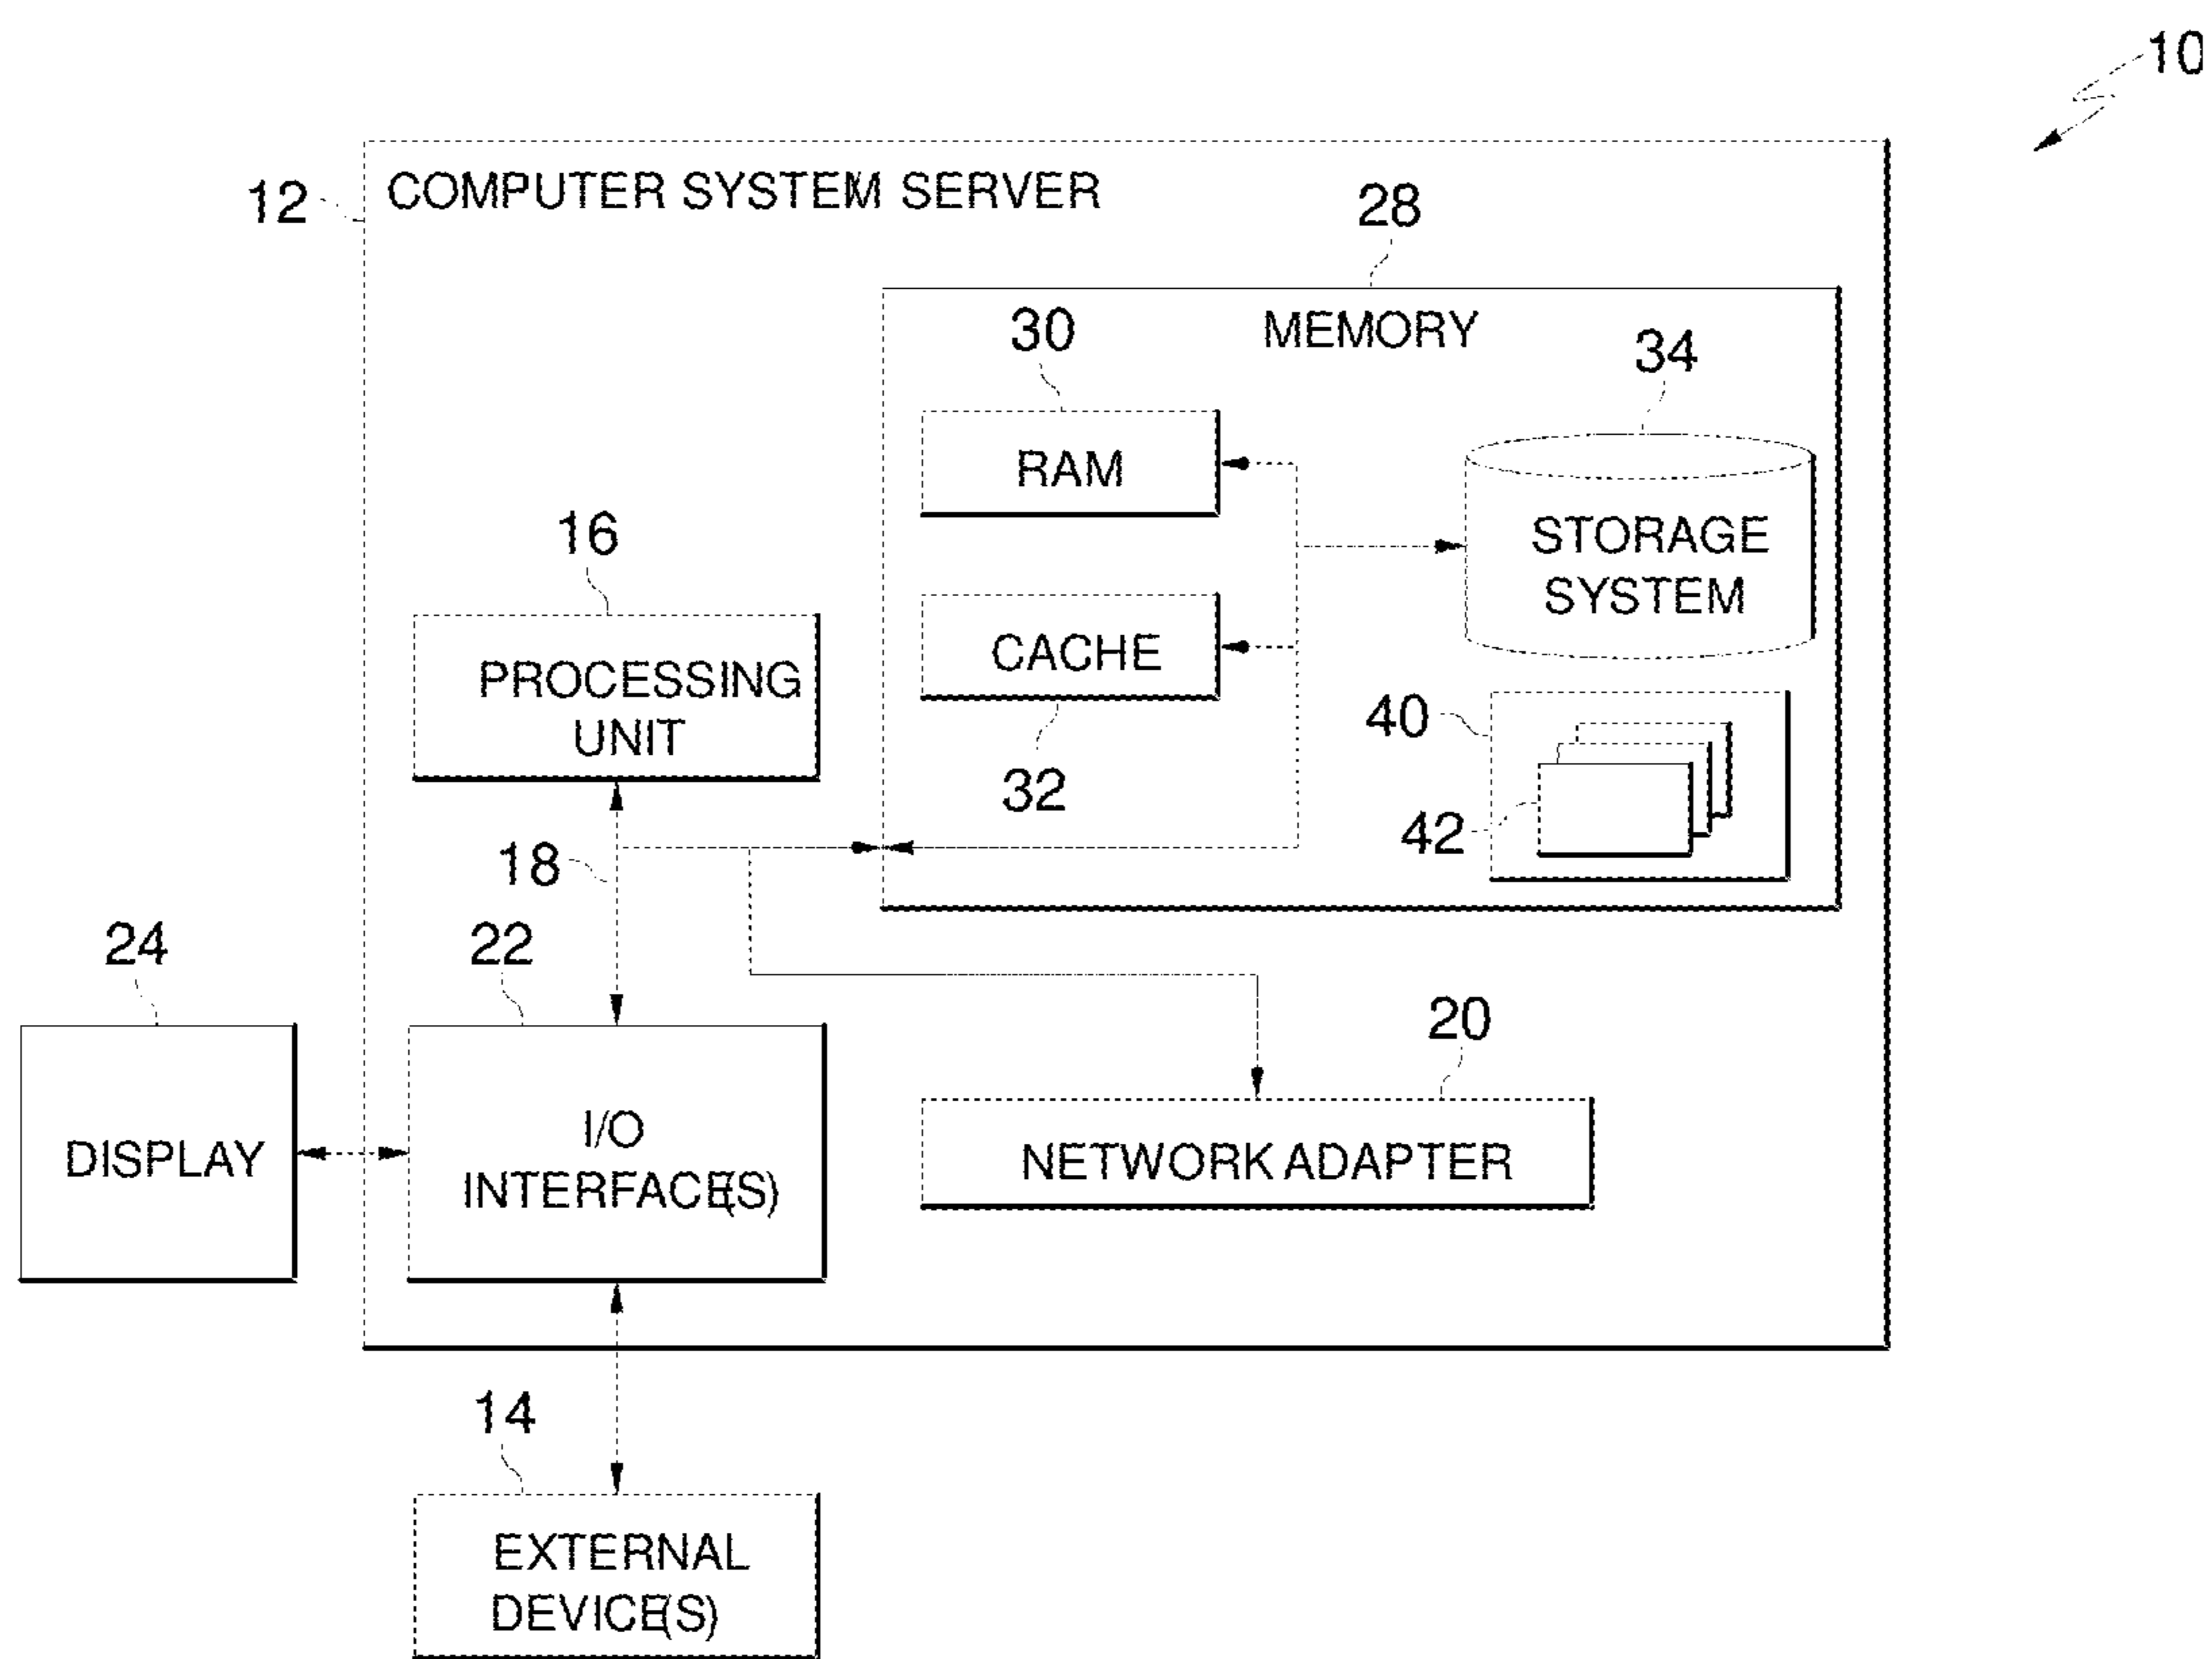 10
12
COMPUTER SYSTEM SERVER
28
MEMORY
30
RAM
34
STORAGE
SYSTEM
16
PROCESSING
UNIT
CACHE
32
40
42
18
24
22
DISPLAY
I/O
INTERFACE(S)
20
NETWORK ADAPTER
14
EXTERNAL
DEVICE(S)